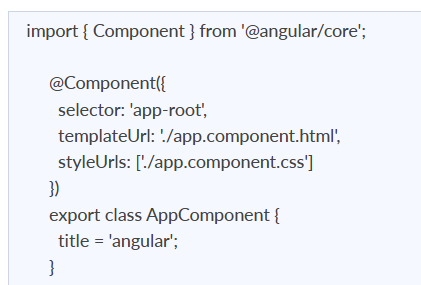 import { Component } from '@angular/core';
@Component({
selector: 'app-root',
templateUrl: './app.component.html',
styleUrls: ['./app.component.css']
})
export class AppComponent {
title = 'angular';
}